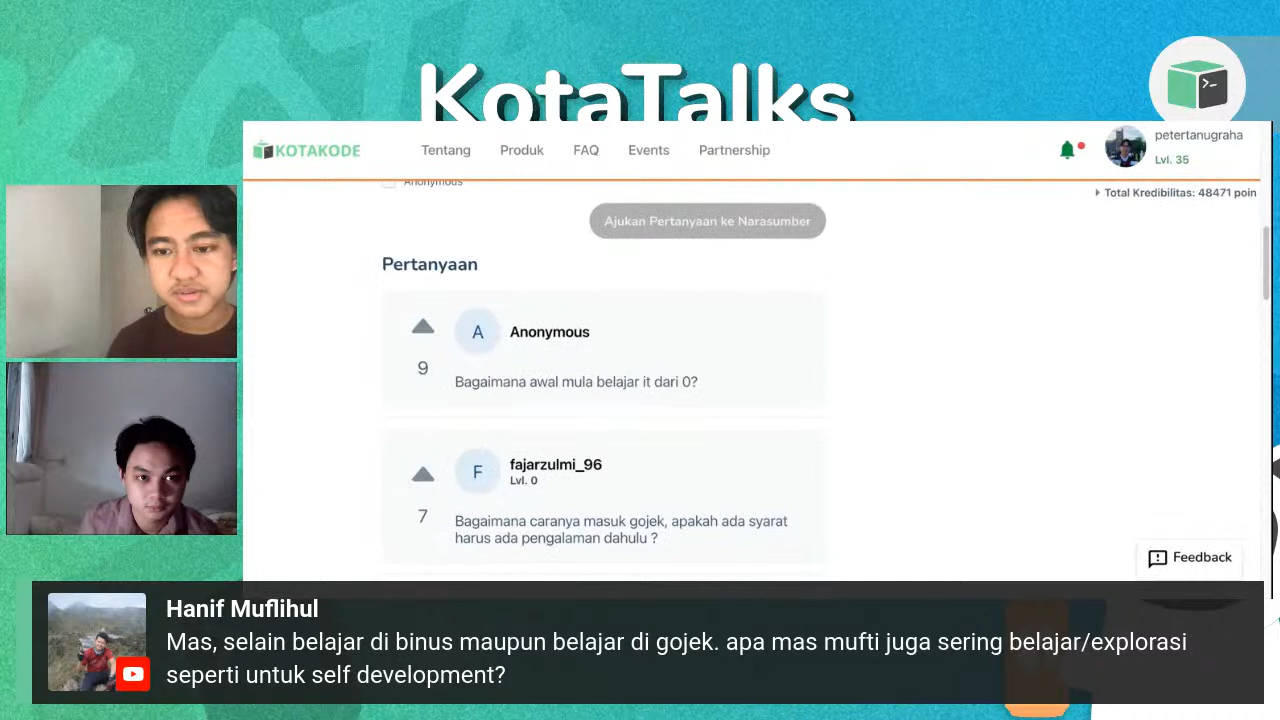 KotaTalks
KOTAKODE
Tentang
Produk
FAQ
Events
Partnership
petertanugraha
Lvl. 35
Total Kredibilitas: 48471 poin
Anonymous
Ajukan Pertanyaan ke Narasumber
Pertanyaan
A
Anonymous
9
Bagaimana awal mula belajar it dari 0?
F
fajarzulmi_96
Lvl. 0
7
Bagaimana caranya masuk gojek, apakah ada syarat
harus ada pengalaman dahulu ?
Feedback
Hanif Muflihul
Mas, selain belajar di binus maupun belajar di gojek. apa mas mufti juga sering belajar/explorasi
seperti untuk self development?